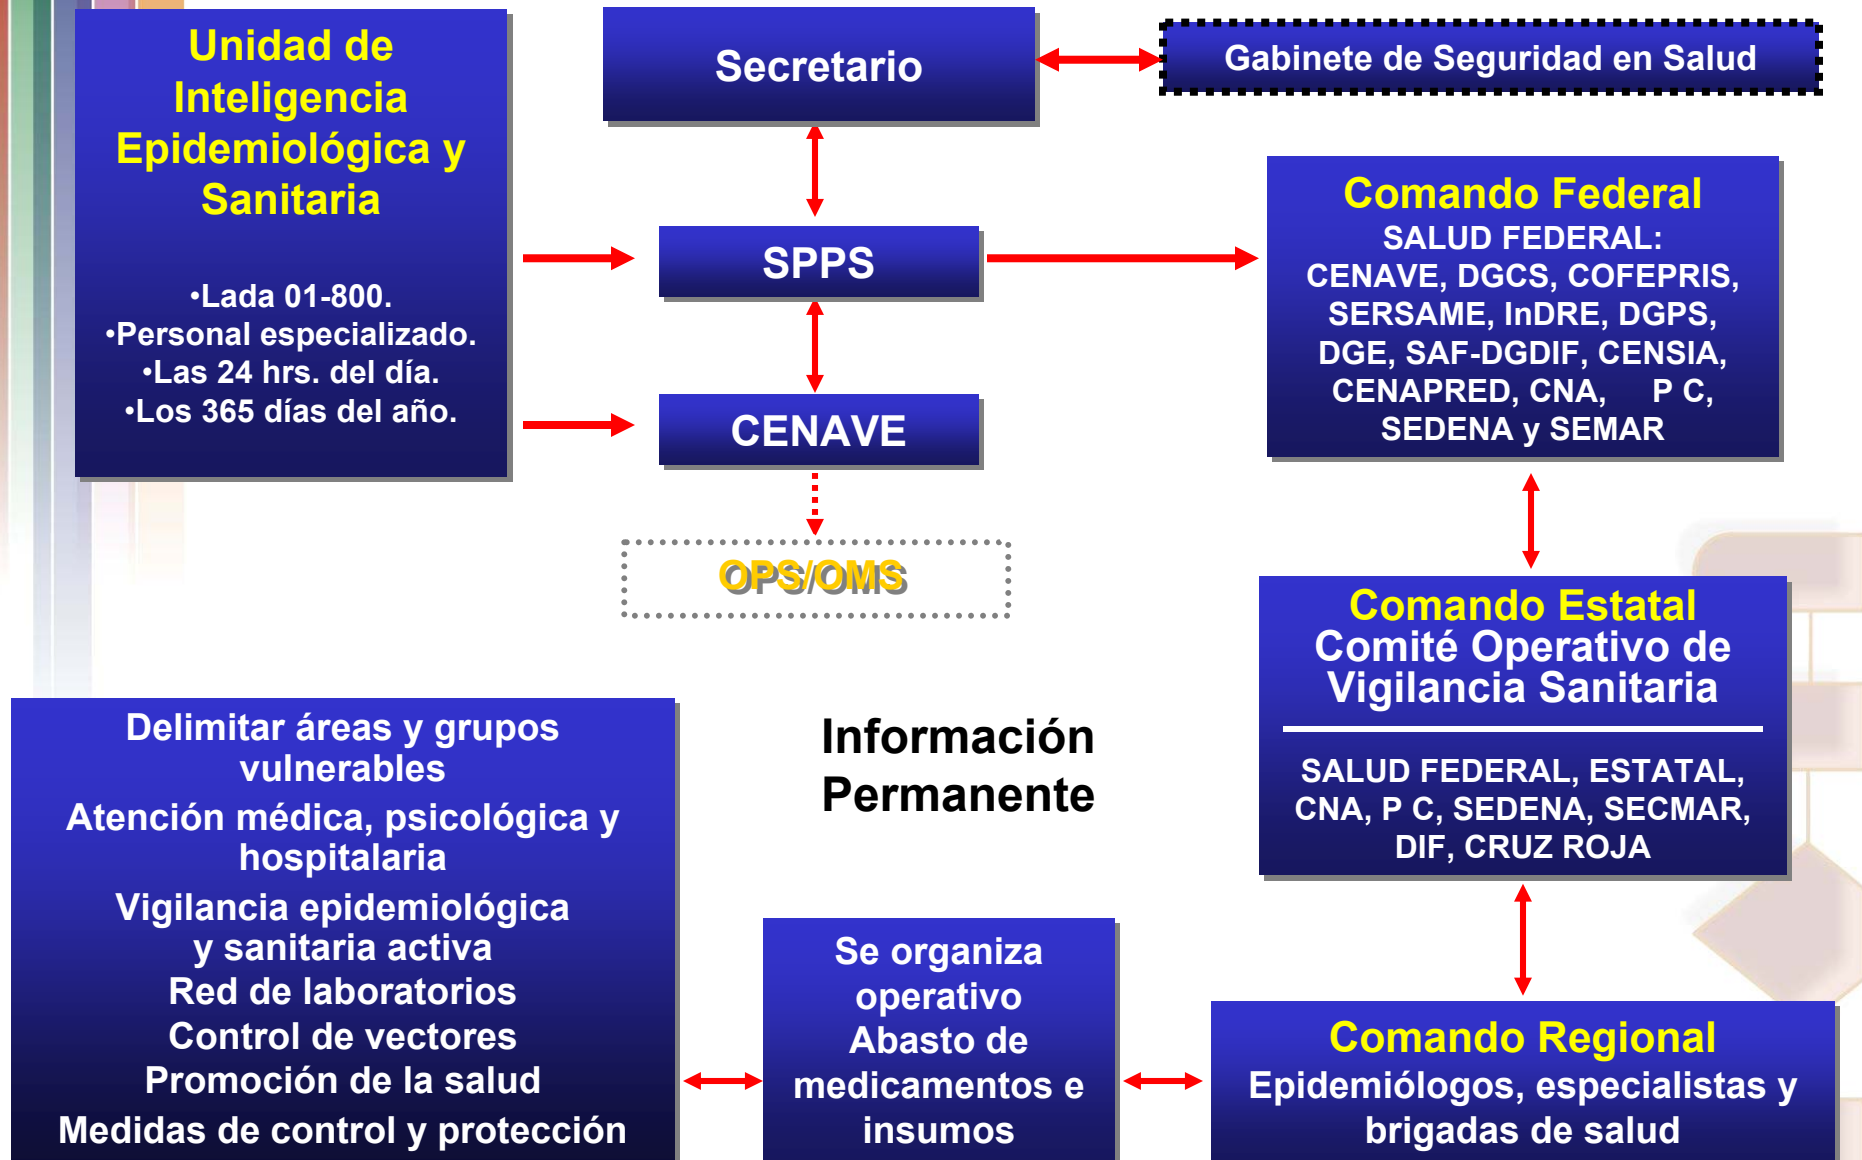 Unidad de
Inteligencia
Epidemiológica y
Sanitaria
•Lada 01-800.
•Personal especializado.
•Las 24 hrs. del día.
•Los 365 días del año.
Secretario
Gabinete de Seguridad en Salud
SPPS
CENAVE
OPS/OMS
Comando Federal
SALUD FEDERAL:
CENAVE, DGCS, COFEPRIS,
SERSAME, InDRE, DGPS,
DGE, SAF-DGDIF, CENSIA,
CENAPRED, CNA, P C,
SEDENA y SEMAR
Comando Estatal
Comité Operativo de
Vigilancia Sanitaria
SALUD FEDERAL, ESTATAL,
CNA, P C, SEDENA, SECMAR,
DIF, CRUZ ROJA
Información
Permanente
Delimitar áreas y grupos
vulnerables
Atención médica, psicológica y
hospitalaria
Vigilancia epidemiológica
y sanitaria activa
Red de laboratorios
Control de vectores
Promoción de la salud
Medidas de control y protección
Se organiza
operativo
Abasto de
medicamentos e
insumos
Comando Regional
Epidemiólogos, especialistas y
brigadas de salud